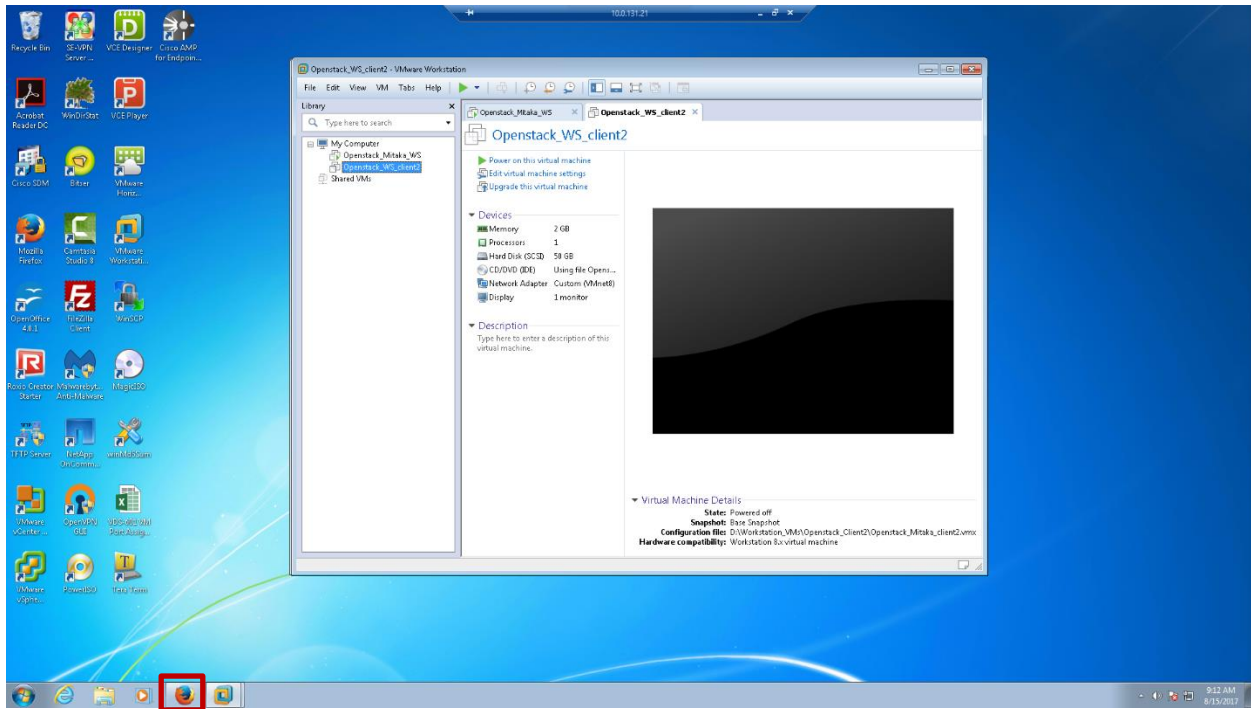 10.0.131.21
Recycle Bin
SE-VPN Server ...
VCE Designer
Cisco AMP for Endpoin...
Acrobat Reader DC
WinDirStat
VCE Player
Cisco SDM
Bitser
VMware Horiz...
Mozilla Firefox
Camtasia Studio 8
VMware Workstati...
OpenOffice 4.1.1
FileZilla Client
WinSCP
Roxio Creator Starter
Malwarebyt... Anti-Malware
MagicISO
TFTP Server
NetApp OnComm...
winMd5Sum
VMware vCenter ...
OpenVPN GUI
VMware vSphe...
PowerISO
Tera Term
Openstack_WS_client2 - VMware Workstation
File Edit View VM Tabs Help
Library
Type here to search
My Computer
Openstack_Mitaka_WS
Openstack_WS_client2
Shared VMs
Openstack_Mitaka_WS
Openstack_WS_client2
Openstack_WS_client2
Power on this virtual machine
Edit virtual machine settings
Upgrade this virtual machine
Devices
Memory 2 GB
Processors 1
Hard Disk (SCSI) 50 GB
CD/DVD (IDE) Using file Opens...
Network Adapter Custom (VMnet8)
Display 1 monitor
Description
Type here to enter a description of this
virtual machine.
Virtual Machine Details
State: Powered off
Snapshot: Base Snapshot
Configuration file: D:\Workstation_VMs\Openstack_Client2\Openstack_Mitaka_client2.vmx
Hardware compatibility: Workstation 8.x virtual machine
9:12 AM
8/15/2017